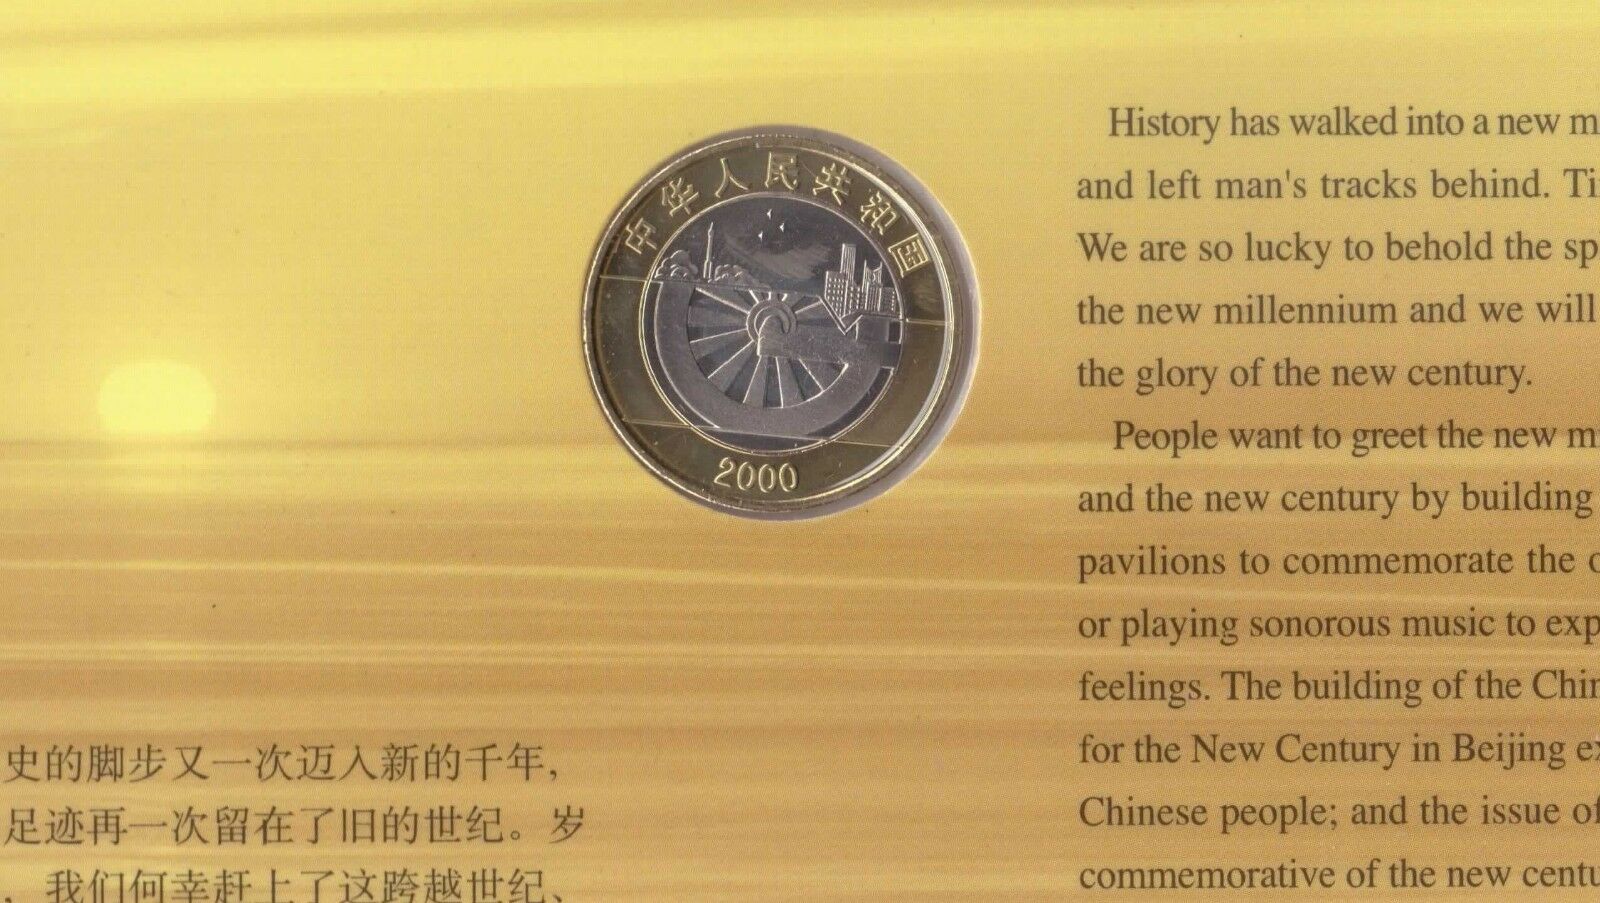 中华人民共和国
2000
History has walked into a new
and left man's tracks behind.
We are so lucky to behold the
the new millennium and we will
the glory of the new century.
People want to greet the new
and the new century by building
pavilions to commemorate the
or playing sonorous music to
feelings. The building of the
for the New Century in Beijing
Chinese people; and the issue of
commemorative of the new
史的脚步又一次迈入新的千年，
足迹再一次留在了旧的世纪。岁
，我们何幸赶上了这跨越世纪、